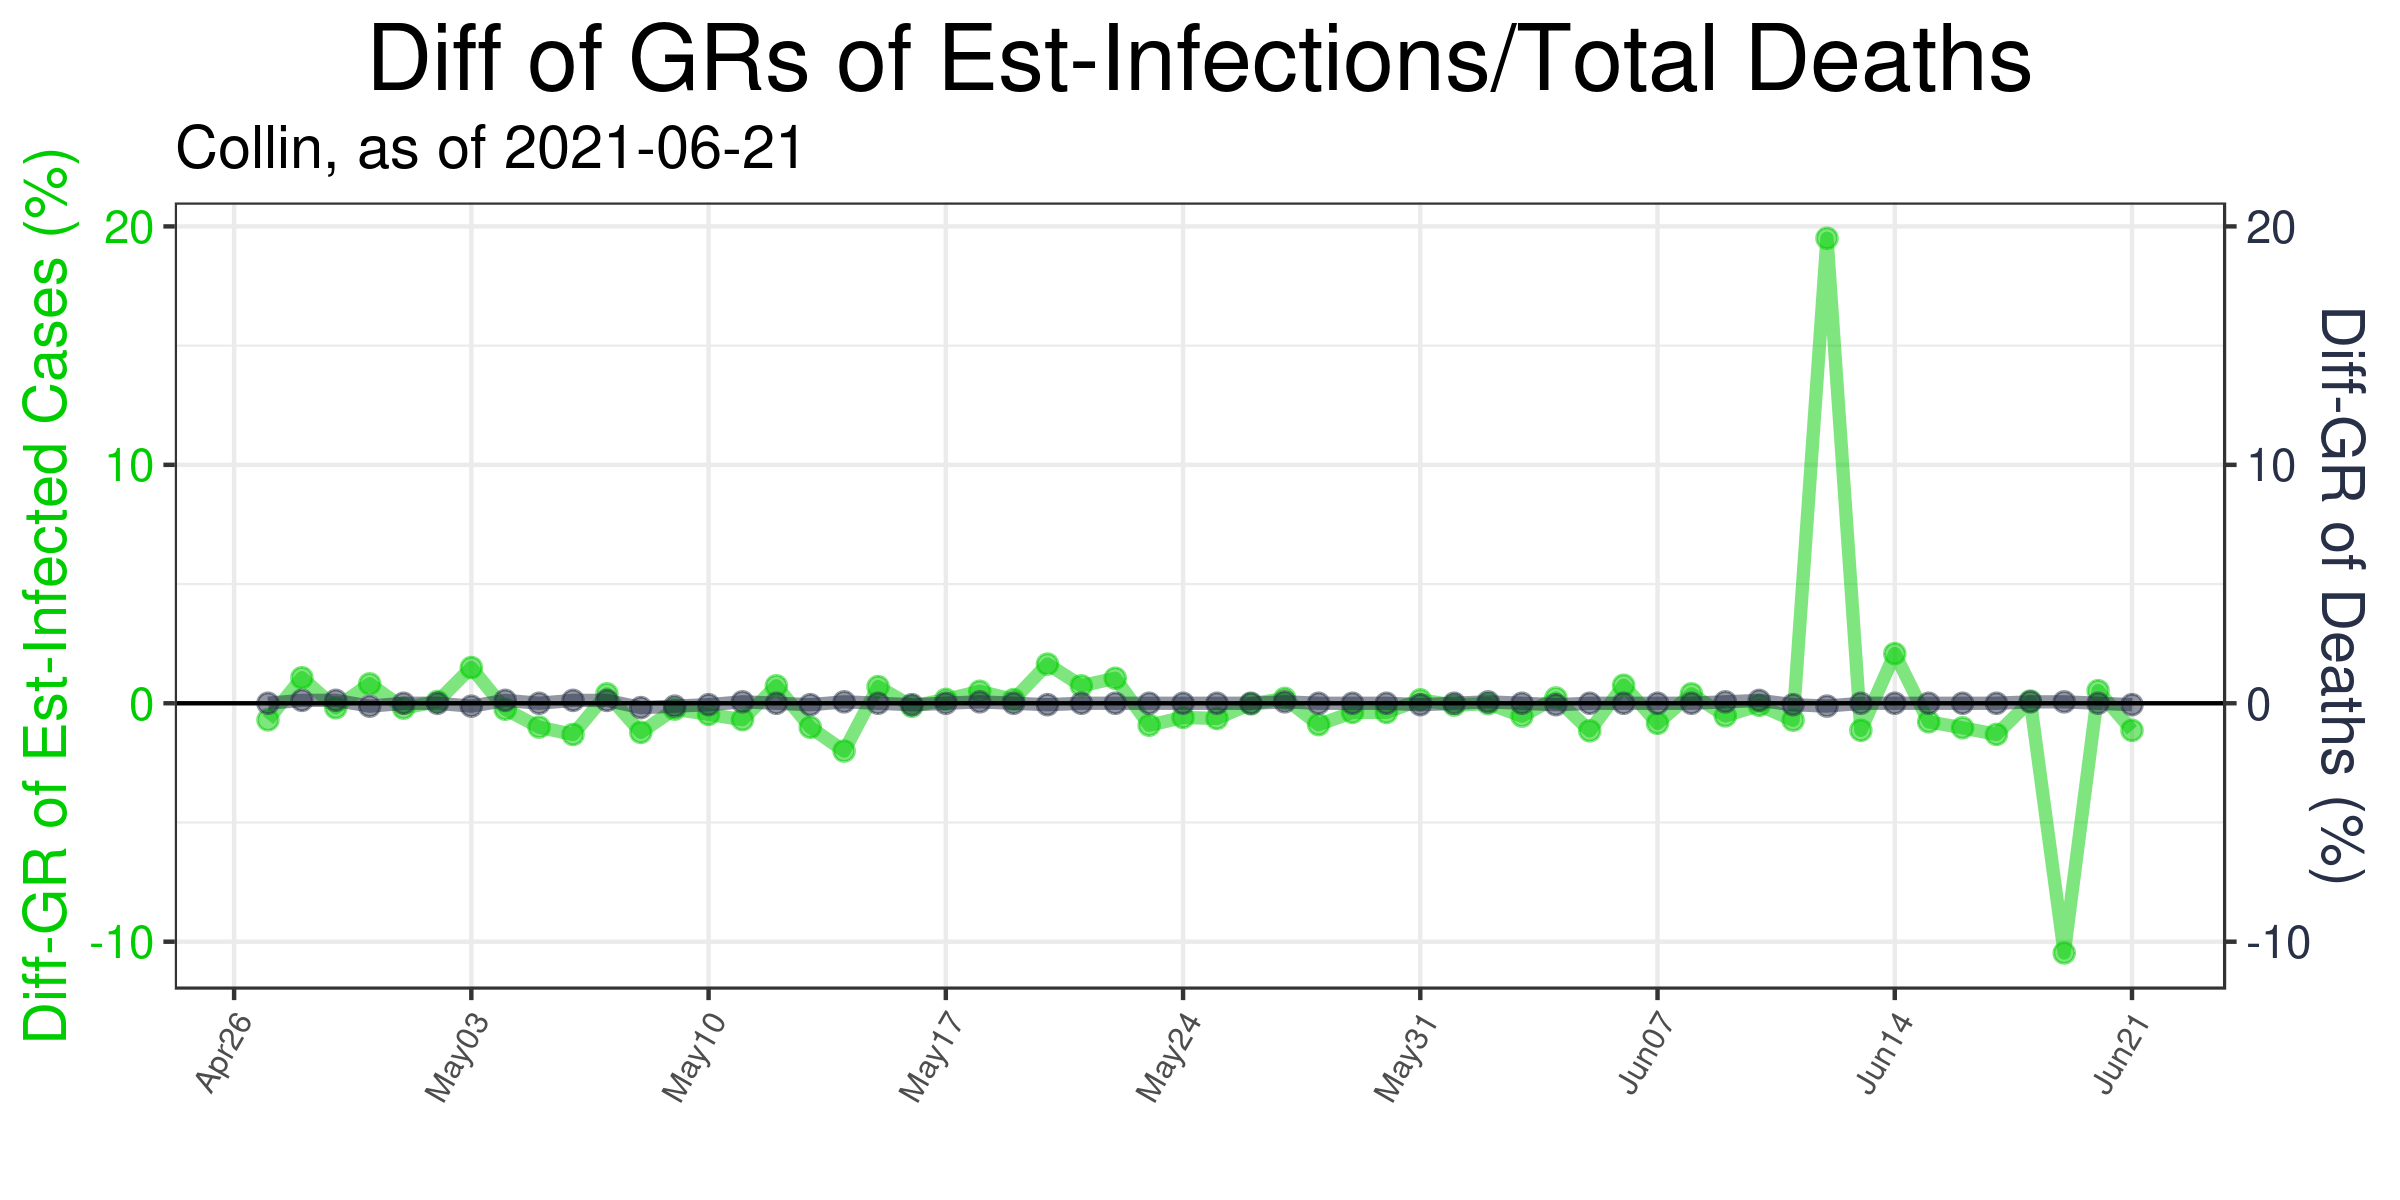 Diff of GRs of Est-Infections/Total Deaths
Collin, as of 2021-06-21
Diff-GR of Est-Infected Cases (%)
20
10
0
-10
20
10
0
-10
Diff-GR of Deaths (%)
Apr26
May03
May10
May17
May24
May31
Jun07
Jun14
Jun21